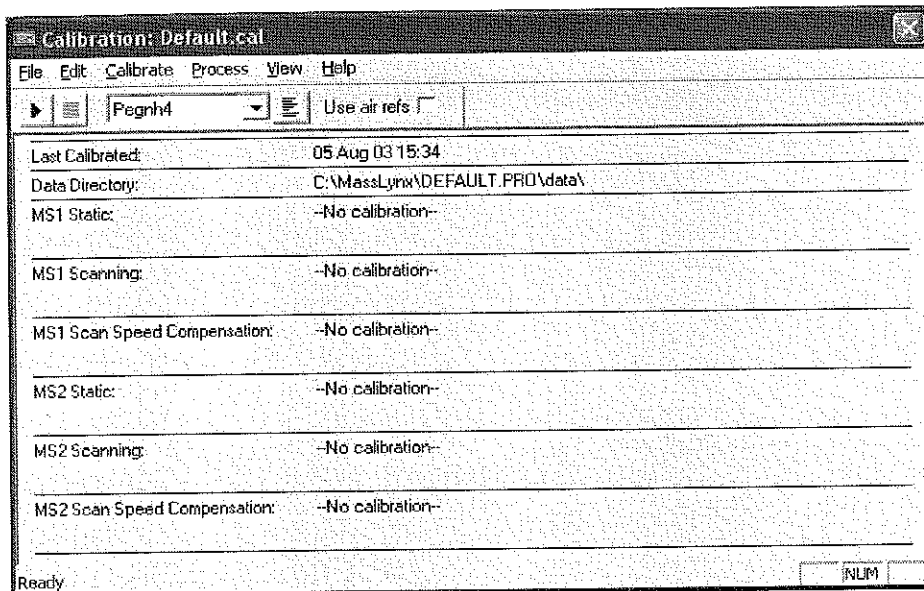 Calibration: Default.cal
File Edit Calibrate Process View Help
Pegnh4 Use air refs
Last Calibrated: 05 Aug 03 15:34
Data Directory: C:\MassLynx\DEFAULT.PRO\data\
MS1 Static: --No calibration--
MS1 Scanning: --No calibration--
MS1 Scan Speed Compensation: --No calibration--
MS2 Static: --No calibration--
MS2 Scanning: --No calibration--
MS2 Scan Speed Compensation: --No calibration--
Ready NUM